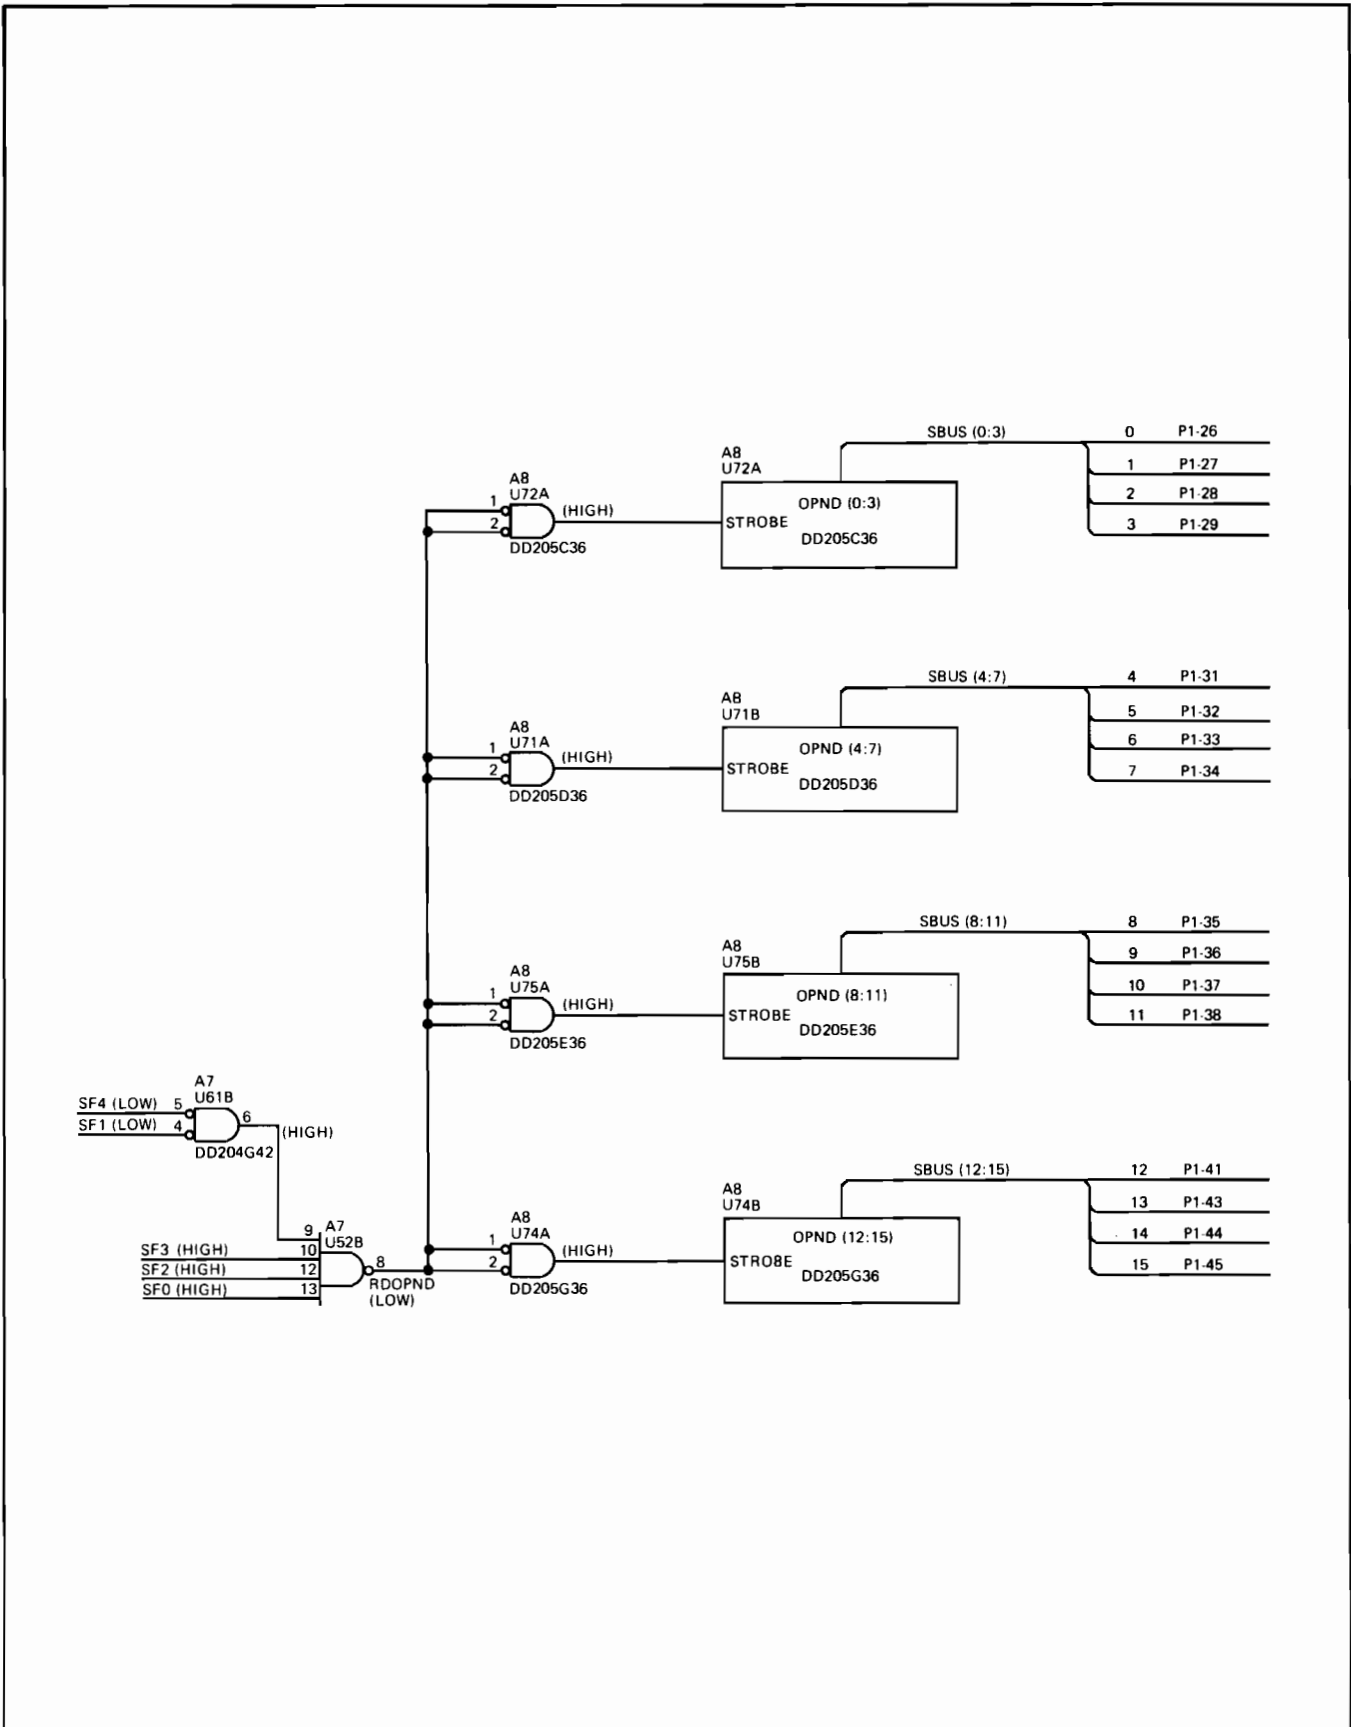 SBUS (0:3) 0 P1-26
1 P1-27
2 P1-28
3 P1-29
A8
U72A
A8
U72A
1
2
(HIGH)
DD205C36
STROBE
OPND (0:3)
DD205C36
SBUS (4:7) 4 P1-31
5 P1-32
6 P1-33
7 P1-34
A8
U71B
A8
U71A
1
2
(HIGH)
DD205D36
STROBE
OPND (4:7)
DD205D36
SBUS (8:11) 8 P1-35
9 P1-36
10 P1-37
11 P1-38
A8
U75B
A8
U75A
1
2
(HIGH)
DD205E36
STROBE
OPND (8:11)
DD205E36
A7
U61B
SF4 (LOW) 5
SF1 (LOW) 4
6
(HIGH)
DD204G42
SBUS (12:15) 12 P1-41
13 P1-43
14 P1-44
15 P1-45
A8
U74B
A8
U74A
1
2
(HIGH)
DD205G36
STROBE
OPND (12:15)
DD205G36
9
A7
U52B
SF3 (HIGH) 10
SF2 (HIGH) 12
SF0 (HIGH) 13
8
RDOPND
(LOW)